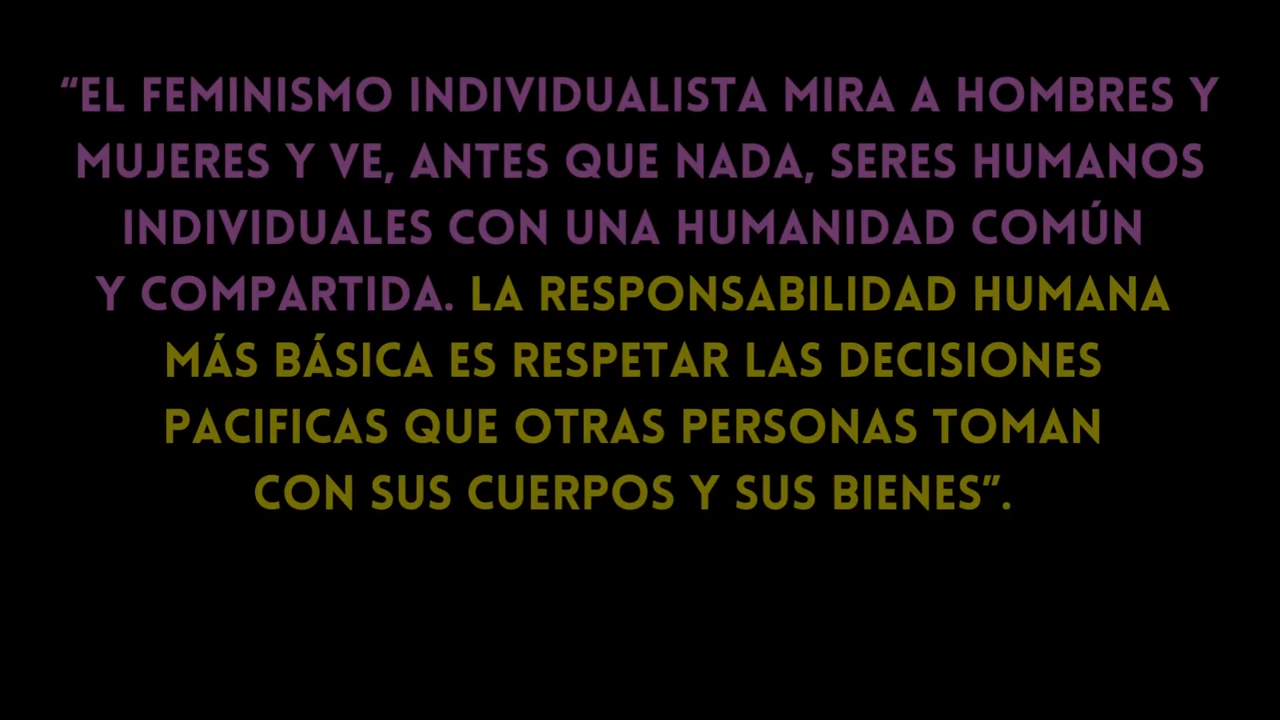 “EL FEMINISMO INDIVIDUALISTA MIRA A HOMBRES Y
MUJERES Y VE, ANTES QUE NADA, SERES HUMANOS
INDIVIDUALES CON UNA HUMANIDAD COMÚN
Y COMPARTIDA. LA RESPONSABILIDAD HUMANA
MÁS BÁSICA ES RESPETAR LAS DECISIONES
PACIFICAS QUE OTRAS PERSONAS TOMAN
CON SUS CUERPOS Y SUS BIENES”.